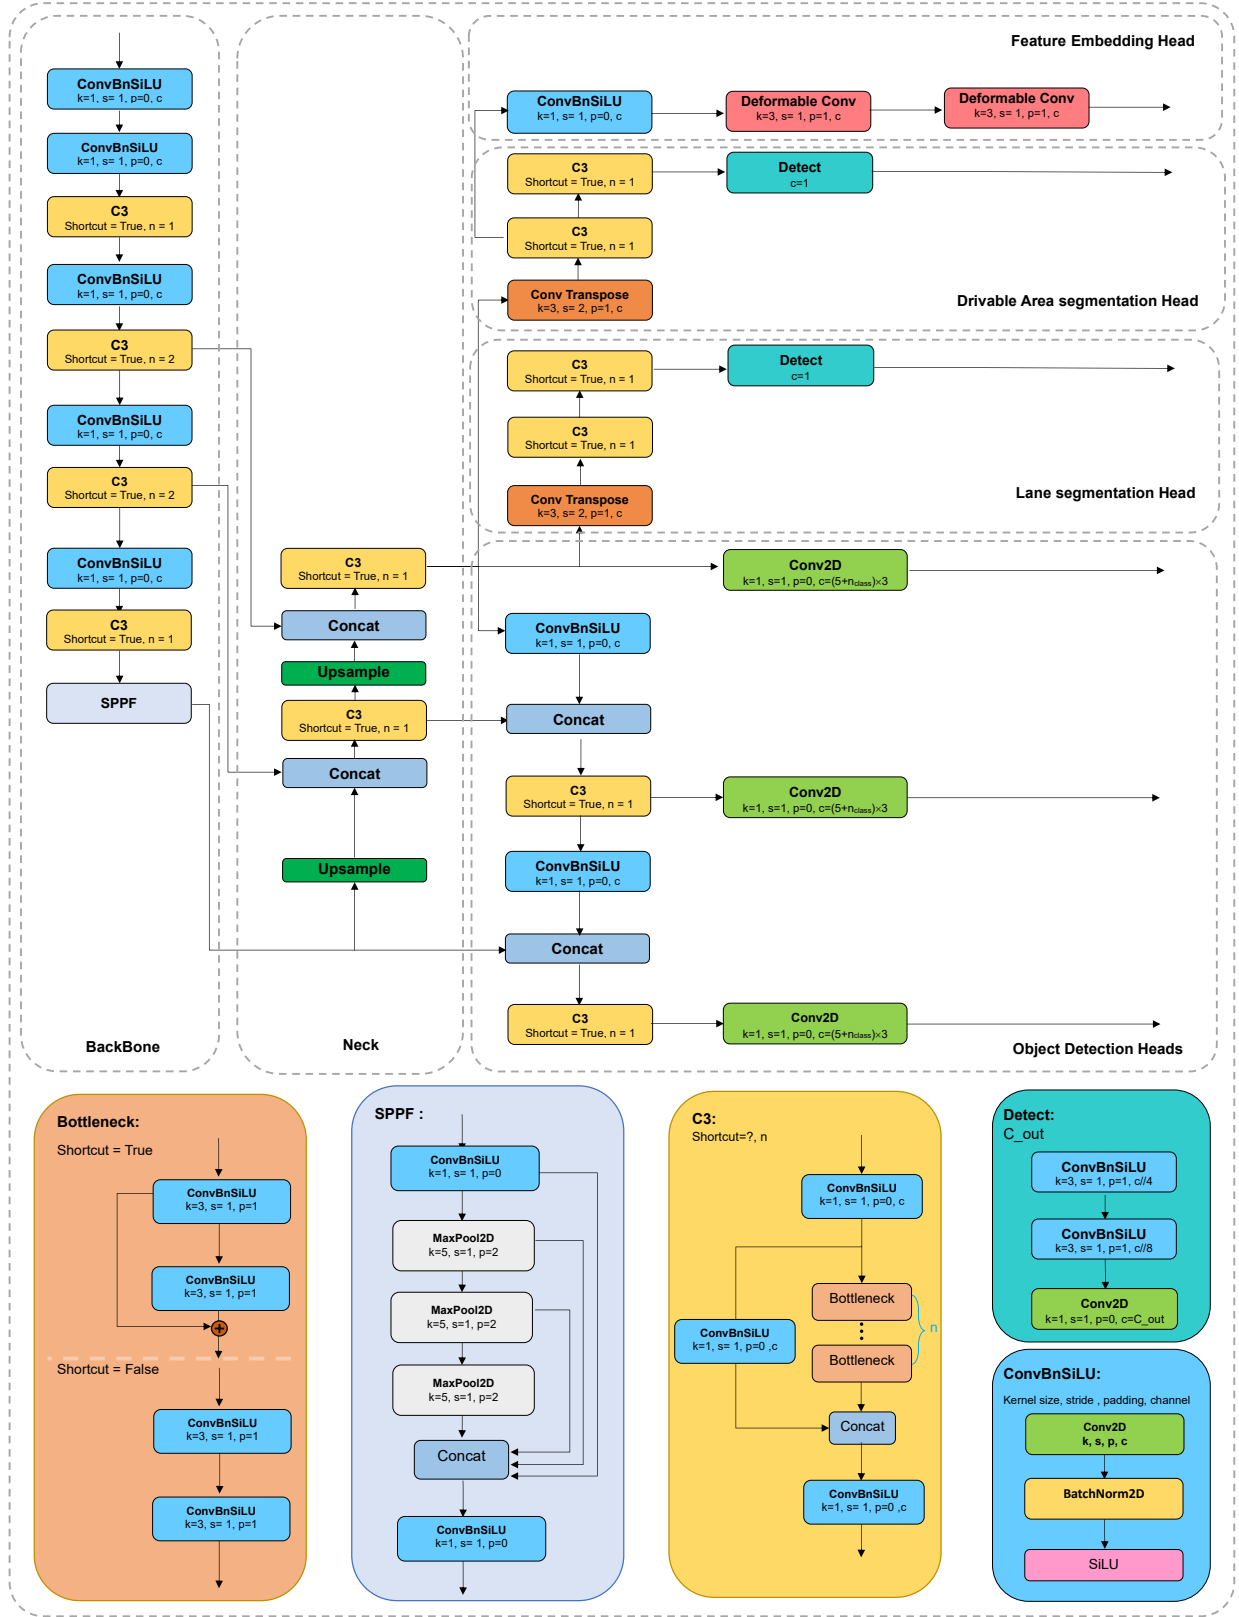 ConvBnSiLU
k=1, s= 1, p=0, c
ConvBnSiLU
k=1, s= 1, p=0, c
C3
Shortcut = True, n = 1
ConvBnSiLU
k=1, s= 1, p=0, c
C3
Shortcut = True, n = 2
ConvBnSiLU
k=1, s= 1, p=0, c
C3
Shortcut = True, n = 2
ConvBnSiLU
k=1, s= 1, p=0, c
C3
Shortcut = True, n = 1
SPPF
BackBone
C3
Shortcut = True, n = 1
Concat
Upsample
C3
Shortcut = True, n = 1
Concat
Upsample
Neck
Feature Embedding Head
ConvBnSiLU
k=1, s= 1, p=0, c
Deformable Conv
k=3, s= 1, p=1, c
Deformable Conv
k=3, s= 1, p=1, c
C3
Shortcut = True, n = 1
Detect
c=1
C3
Shortcut = True, n = 1
Conv Transpose
k=3, s= 2, p=1, c
Drivable Area segmentation Head
C3
Shortcut = True, n = 1
Detect
c=1
C3
Shortcut = True, n = 1
Conv Transpose
k=3, s= 2, p=1, c
Lane segmentation Head
Conv2D
k=1, s=1, p=0, c=(5+nclass)×3
ConvBnSiLU
k=1, s= 1, p=0, c
Concat
C3
Shortcut = True, n = 1
Conv2D
k=1, s=1, p=0, c=(5+nclass)×3
ConvBnSiLU
k=1, s= 1, p=0, c
Concat
C3
Shortcut = True, n = 1
Conv2D
k=1, s=1, p=0, c=(5+nclass)×3
Object Detection Heads
Bottleneck:
Shortcut = True
ConvBnSiLU
k=3, s= 1, p=1
ConvBnSiLU
k=3, s= 1, p=1
+
Shortcut = False
ConvBnSiLU
k=3, s= 1, p=1
ConvBnSiLU
k=3, s= 1, p=1
SPPF :
ConvBnSiLU
k=1, s= 1, p=0
MaxPool2D
k=5, s=1, p=2
MaxPool2D
k=5, s=1, p=2
MaxPool2D
k=5, s=1, p=2
Concat
ConvBnSiLU
k=1, s= 1, p=0
C3:
Shortcut=?, n
ConvBnSiLU
k=1, s= 1, p=0, c
Bottleneck
n
ConvBnSiLU
k=1, s= 1, p=0 ,c
Bottleneck
Concat
ConvBnSiLU
k=1, s= 1, p=0 ,c
Detect:
C_out
ConvBnSiLU
k=3, s= 1, p=1, c//4
ConvBnSiLU
k=3, s= 1, p=1, c//8
Conv2D
k=1, s=1, p=0, c=C_out
ConvBnSiLU:
Kernel size, stride , padding, channel
Conv2D
k, s, p, c
BatchNorm2D
SiLU